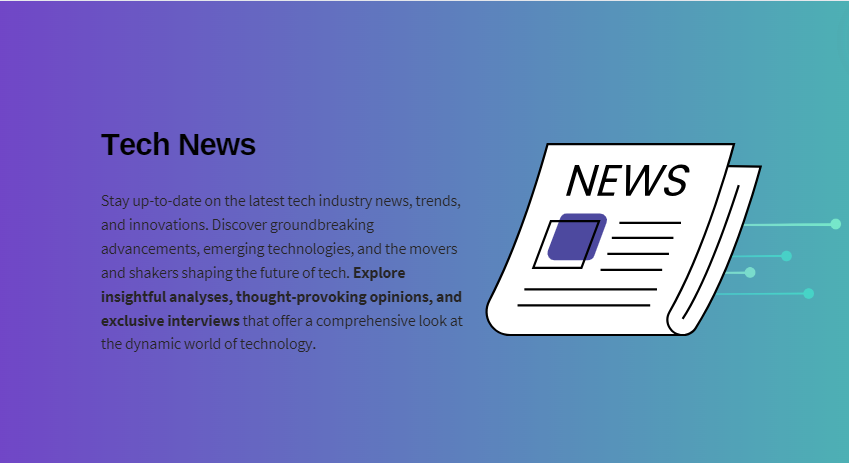 Tech News
Stay up-to-date on the latest tech industry news, trends,
and innovations. Discover groundbreaking
advancements, emerging technologies, and the movers
and shakers shaping the future of tech. Explore
insightful analyses, thought-provoking opinions, and
exclusive interviews that offer a comprehensive look at
the dynamic world of technology.
NEWS